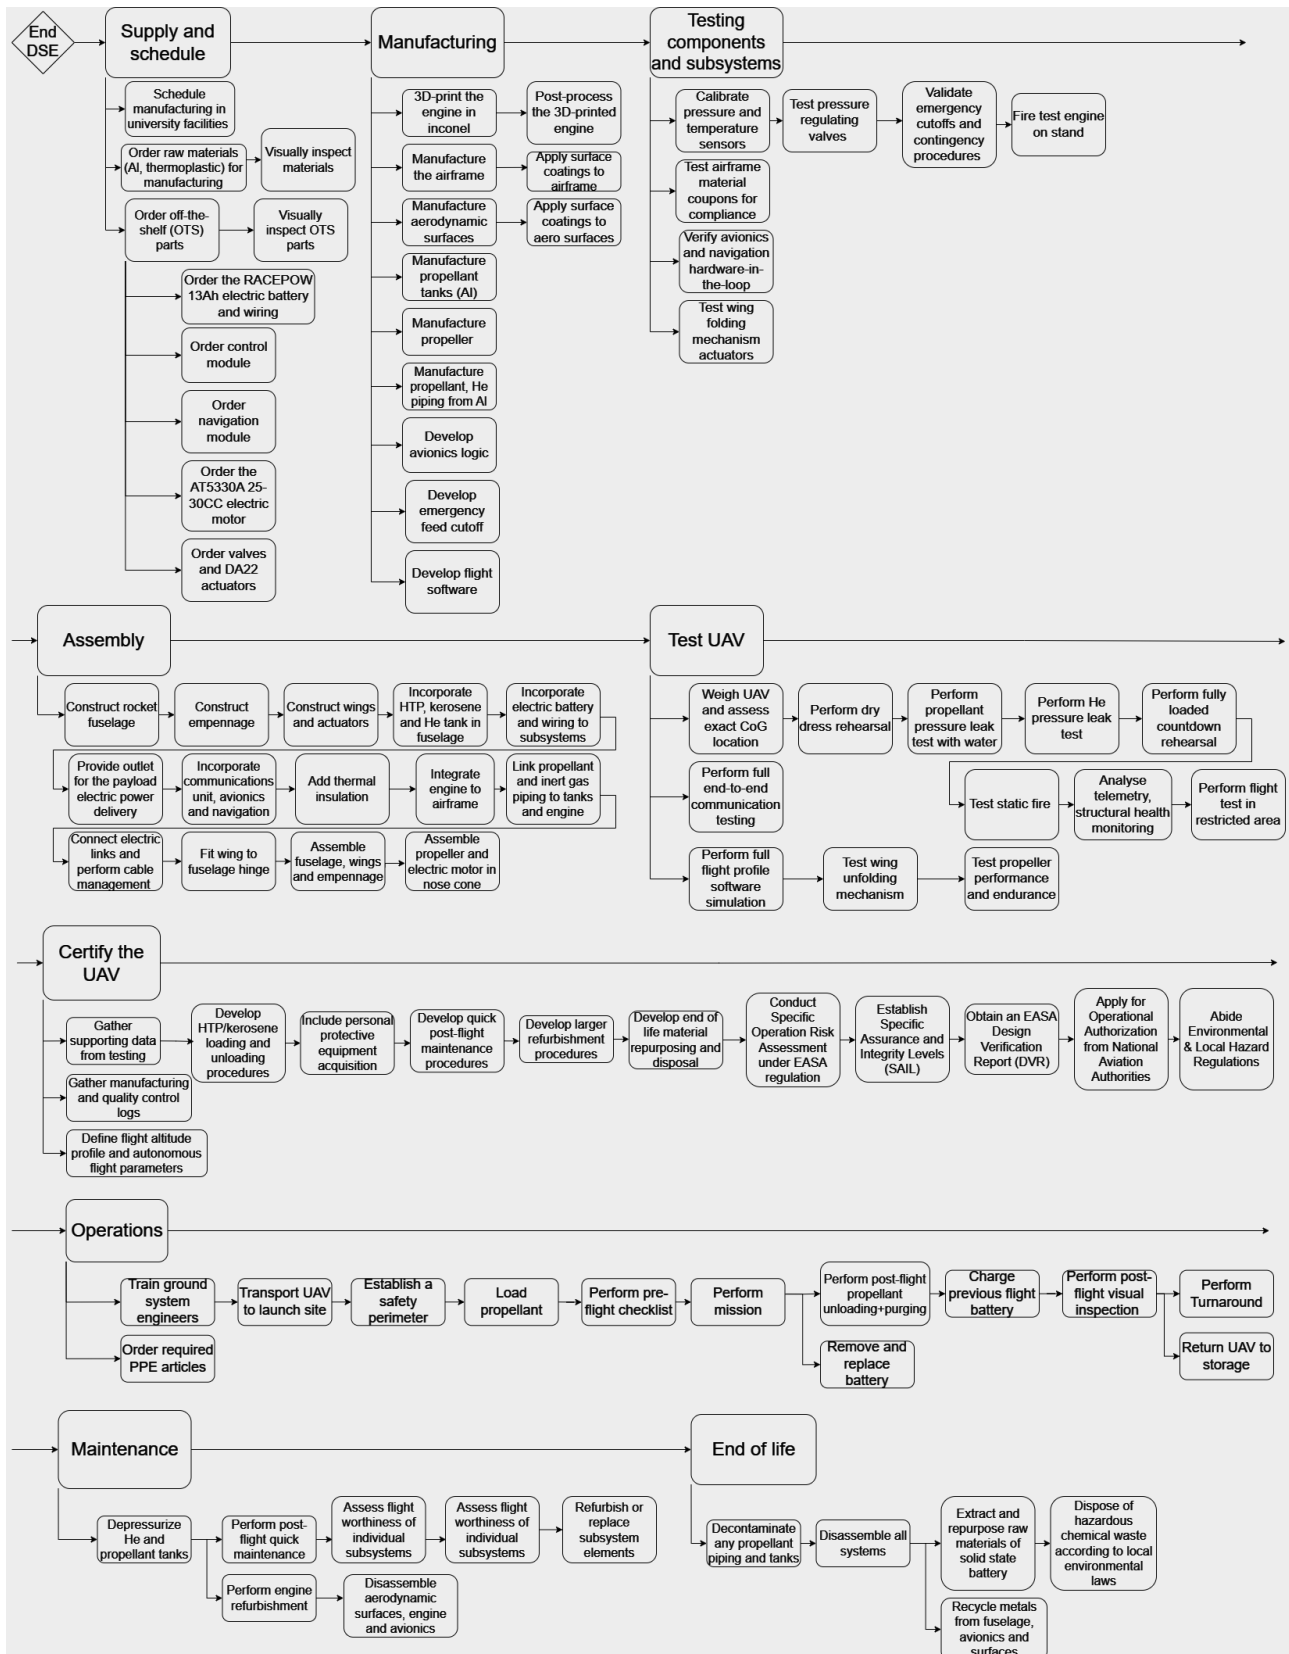 End
DSE
Supply and
schedule
Manufacturing
Testing
components
and subsystems
Schedule
manufacturing in
university facilities
Order raw materials
(Al, thermoplastic) for
manufacturing
Visually inspect
materials
Order off-the-
shelf (OTS)
parts
Visually
inspect OTS
parts
Order the RACEPOW
13Ah electric battery
and wiring
Order control
module
Order
navigation
module
Order the
AT5330A 25-
30CC electric
motor
Order valves
and DA22
actuators
3D-print the
engine in
inconel
Post-process
the 3D-printed
engine
Manufacture
the airframe
Apply surface
coatings to
airframe
Manufacture
aerodynamic
surfaces
Apply surface
coatings to
aero surfaces
Manufacture
propellant
tanks (Al)
Manufacture
propeller
Manufacture
propellant, He
piping from Al
Develop
avionics logic
Develop
emergency
feed cutoff
Develop flight
software
Calibrate
pressure and
temperature
sensors
Test pressure
regulating
valves
Validate
emergency
cutoffs and
contingency
procedures
Fire test engine
on stand
Test airframe
material
coupons for
compliance
Verify avionics
and navigation
hardware-in-
the-loop
Test wing
folding
mechanism
actuators
Assembly
Test UAV
Construct rocket
fuselage
Construct
empennage
Construct wings
and actuators
Incorporate
HTP, kerosene
and He tank in
fuselage
Incorporate
electric battery
and wiring to
subsystems
Provide outlet
for the payload
electric power
delivery
Incorporate
communications
unit, avionics
and navigation
Add thermal
insulation
Integrate
engine to
airframe
Link propellant
and inert gas
piping to tanks
and engine
Connect electric
links and
perform cable
management
Fit wing to
fuselage hinge
Assemble
fuselage, wings
and empennage
Assemble
propeller and
electric motor in
nose cone
Weigh UAV
and assess
exact CoG
location
Perform dry
dress rehearsal
Perform
propellant
pressure leak
test with water
Perform He
pressure leak
test
Perform fully
loaded
countdown
rehearsal
Test static fire
Analyse
telemetry,
structural health
monitoring
Perform flight
test in
restricted area
Perform full
end-to-end
communication
testing
Perform full
flight profile
software
simulation
Test wing
unfolding
mechanism
Test propeller
performance
and endurance
Certify the
UAV
Gather
supporting data
from testing
Develop
HTP/kerosene
loading and
unloading
procedures
Include personal
protective
equipment
acquisition
Develop quick
post-flight
maintenance
procedures
Develop larger
refurbishment
procedures
Develop end of
life material
repurposing and
disposal
Conduct
Specific
Operation Risk
Assessment
under EASA
regulation
Establish
Specific
Assurance and
Integrity Levels
(SAIL)
Obtain an EASA
Design
Verification
Report (DVR)
Apply for
Operational
Authorization
from National
Aviation
Authorities
Abide
Environmental
& Local Hazard
Regulations
Gather manufacturing
and quality control
logs
Define flight altitude
profile and autonomous
flight parameters
Operations
Train ground
system
engineers
Transport UAV
to launch site
Establish a
safety
perimeter
Load
propellant
Perform pre-
flight checklist
Perform
mission
Perform post-flight
propellant
unloading+purging
Charge
previous flight
battery
Perform post-
flight visual
inspection
Perform
Turnaround
Order required
PPE articles
Remove and
replace
battery
Return UAV to
storage
Maintenance
End of life
Depressurize
He and
propellant tanks
Perform post-
flight quick
maintenance
Assess flight
worthiness of
individual
subsystems
Assess flight
worthiness of
individual
subsystems
Refurbish or
replace
subsystem
elements
Perform engine
refurbishment
Disassemble
aerodynamic
surfaces, engine
and avionics
Decontaminate
any propellant
piping and tanks
Disassemble all
systems
Extract and
repurpose raw
materials of
solid state
battery
Dispose of
hazardous
chemical waste
according to local
environmental
laws
Recycle metals
from fuselage,
avionics and
surfaces